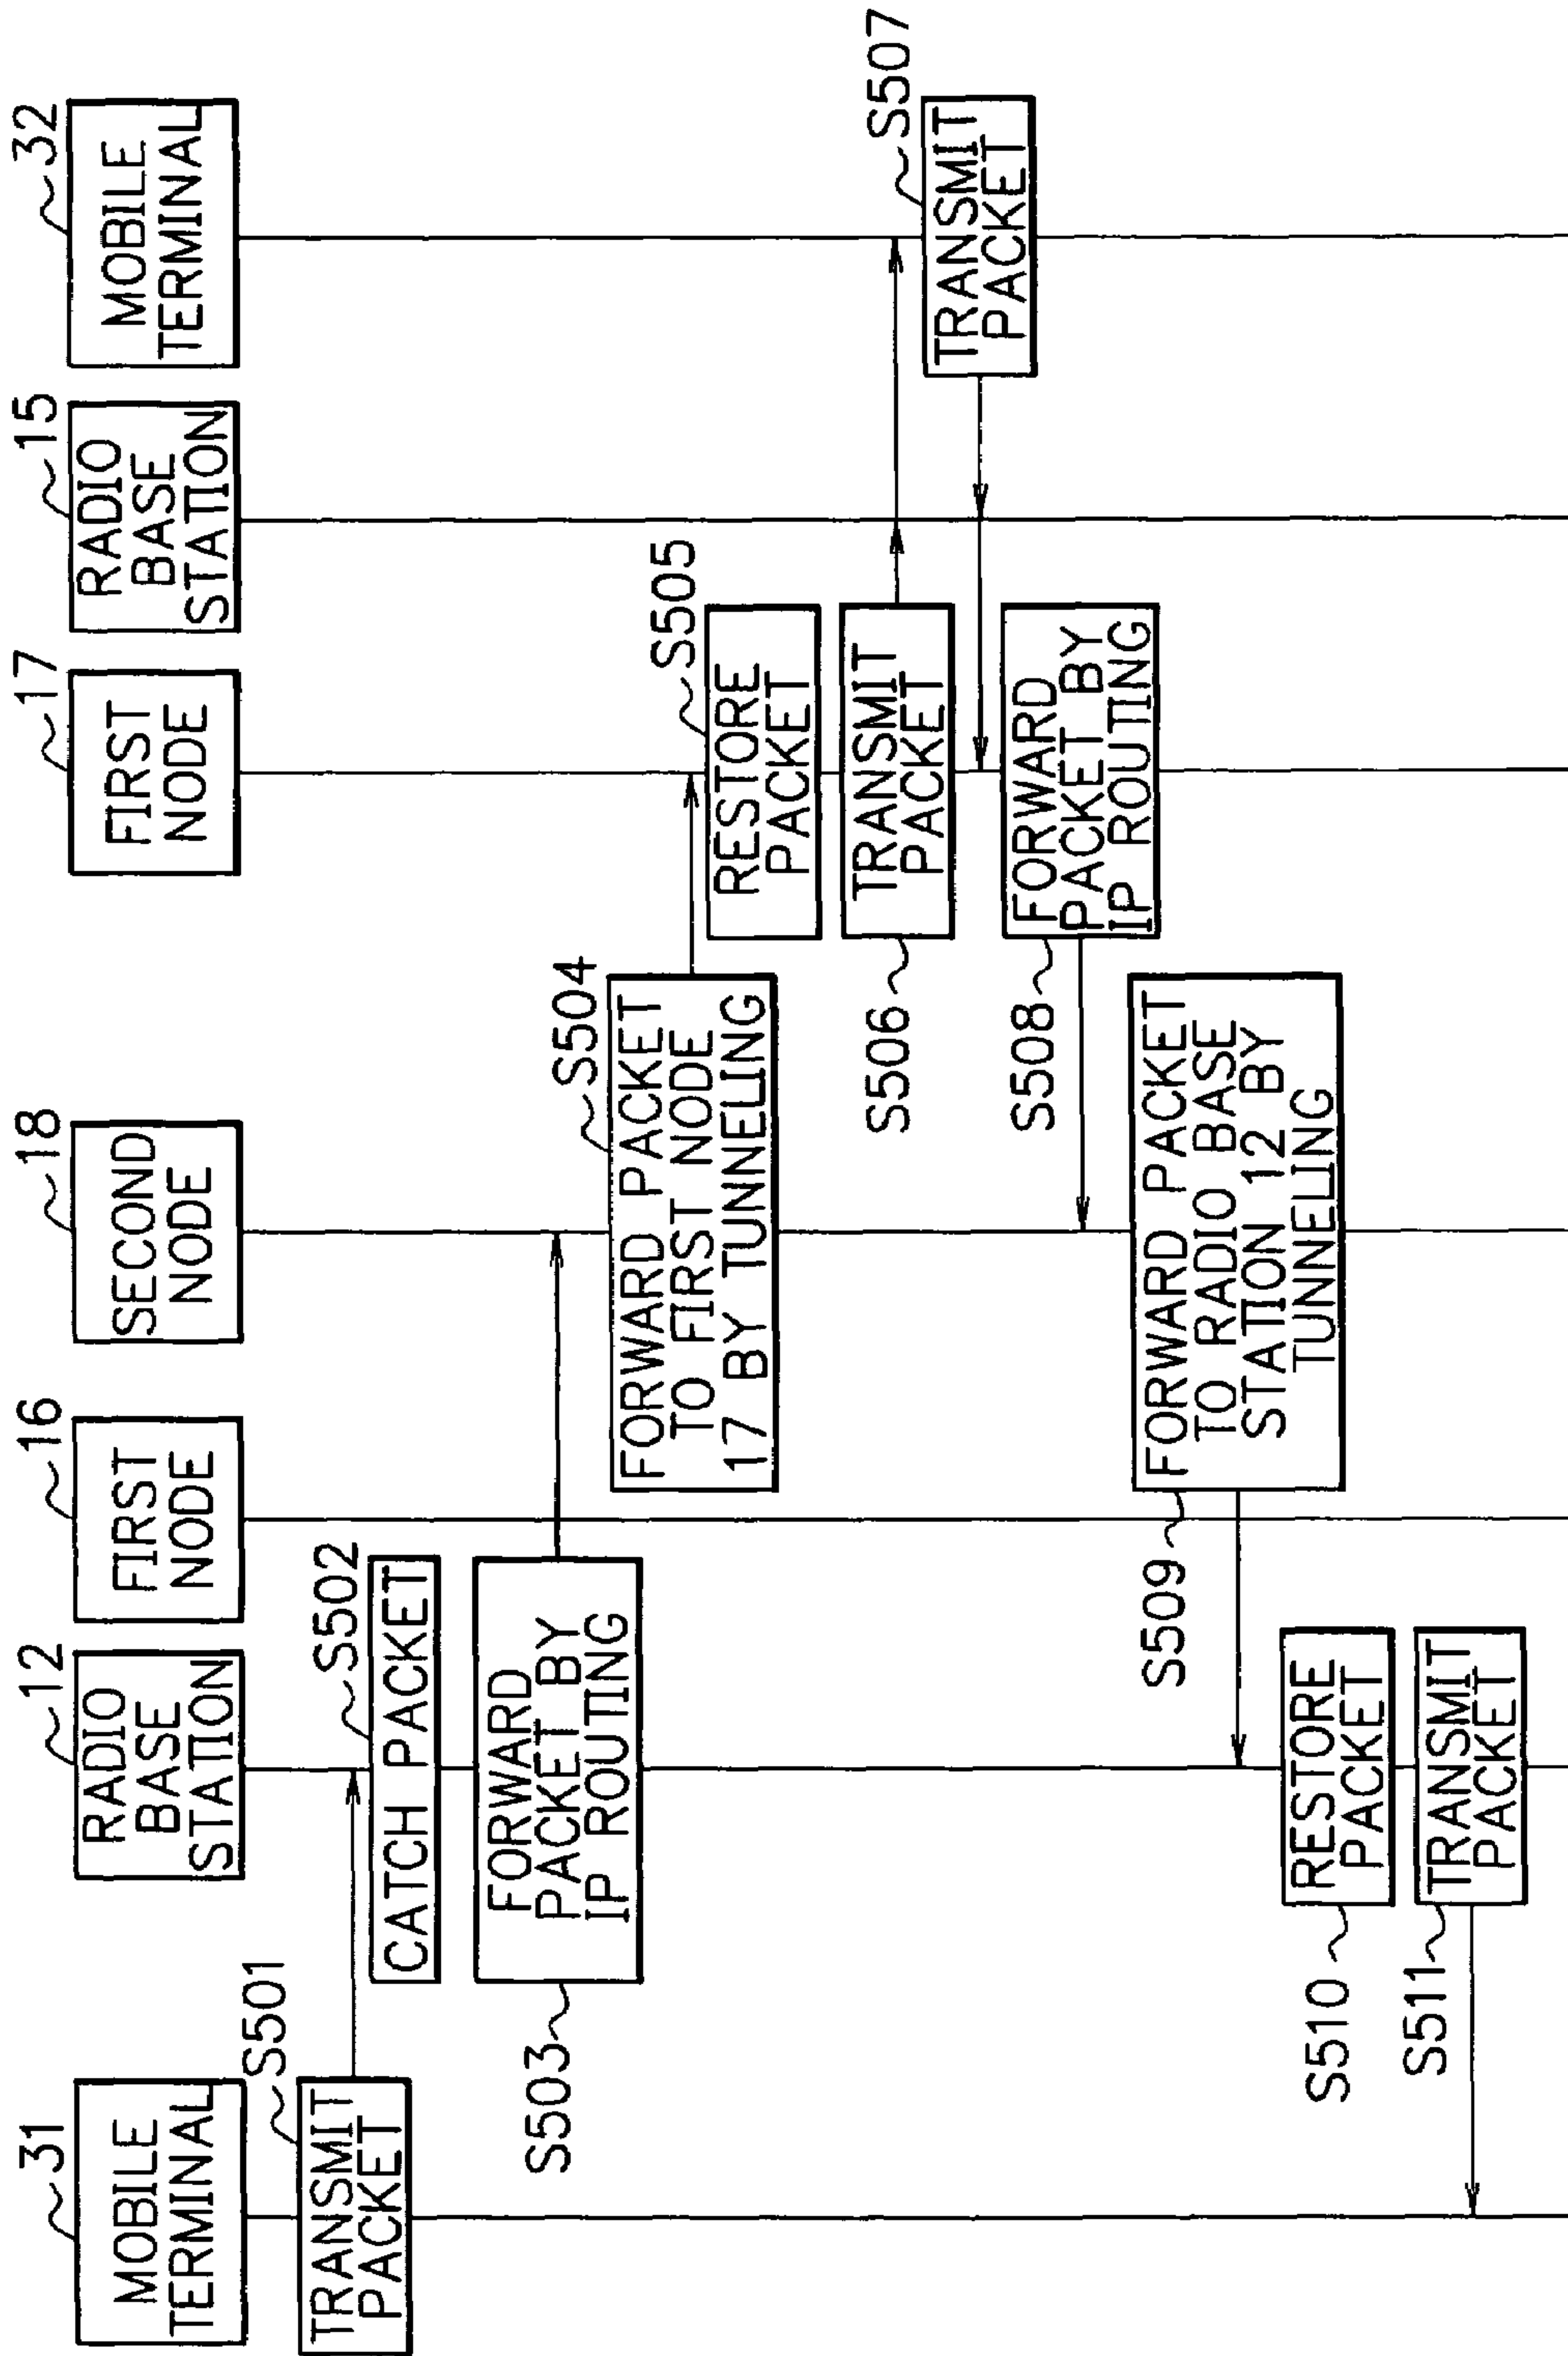 31
MOBILE
TERMINAL
12
RADIO
BASE
STATION
16
FIRST
NODE
18
SECOND
NODE
17
FIRST
NODE
15
RADIO
BASE
STATION
32
MOBILE
TERMINAL
S501
TRANSMIT
PACKET
S502
CATCH PACKET
S503
FORWARD
PACKET BY
IP ROUTING
S504
FORWARD PACKET
TO FIRST NODE
17 BY TUNNELING
S505
RESTORE
PACKET
S506
TRANSMIT
PACKET
S507
TRANSMIT
PACKET
S508
FORWARD
PACKET BY
IP ROUTING
S509
FORWARD PACKET
TO RADIO BASE
STATION 12 BY
TUNNELING
S510
RESTORE
PACKET
S511
TRANSMIT
PACKET